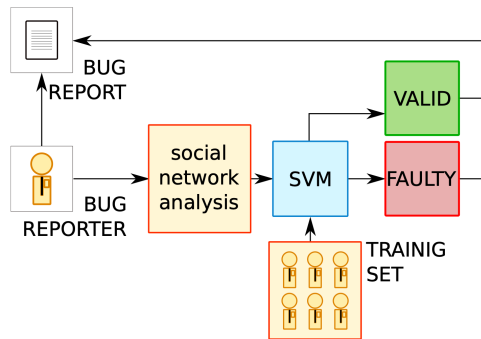 BUG
REPORT
VALID
social
network
analysis
SVM
FAULTY
BUG
REPORTER
TRAINIG
SET